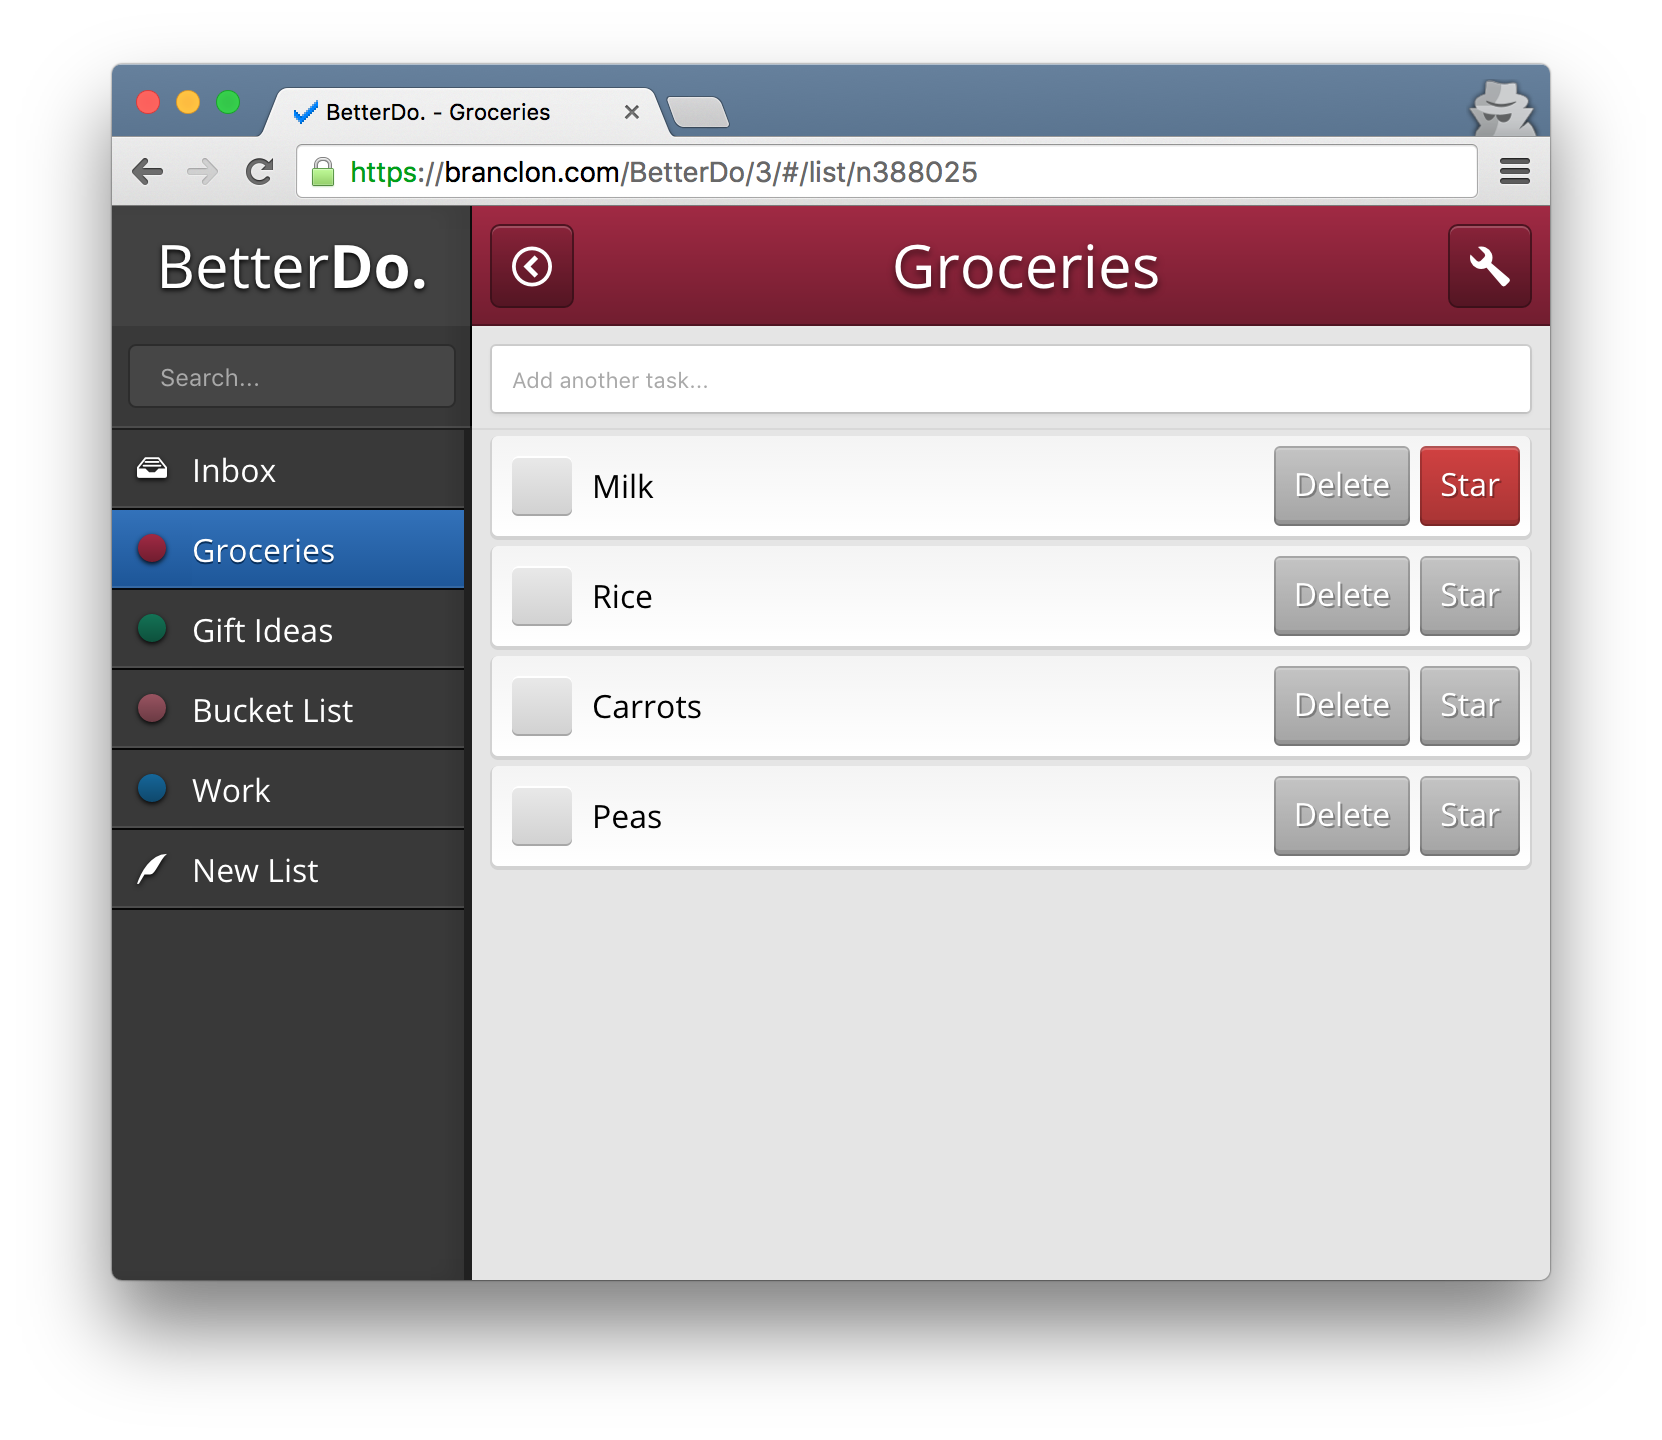 BetterDo. - Groceries
https://branclon.com/BetterDo/3/#/list/n388025
BetterDo.
Groceries
Search...
Add another task...
Inbox
Groceries
Gift Ideas
Bucket List
Work
New List
Milk Delete Star
Rice Delete Star
Carrots Delete Star
Peas Delete Star